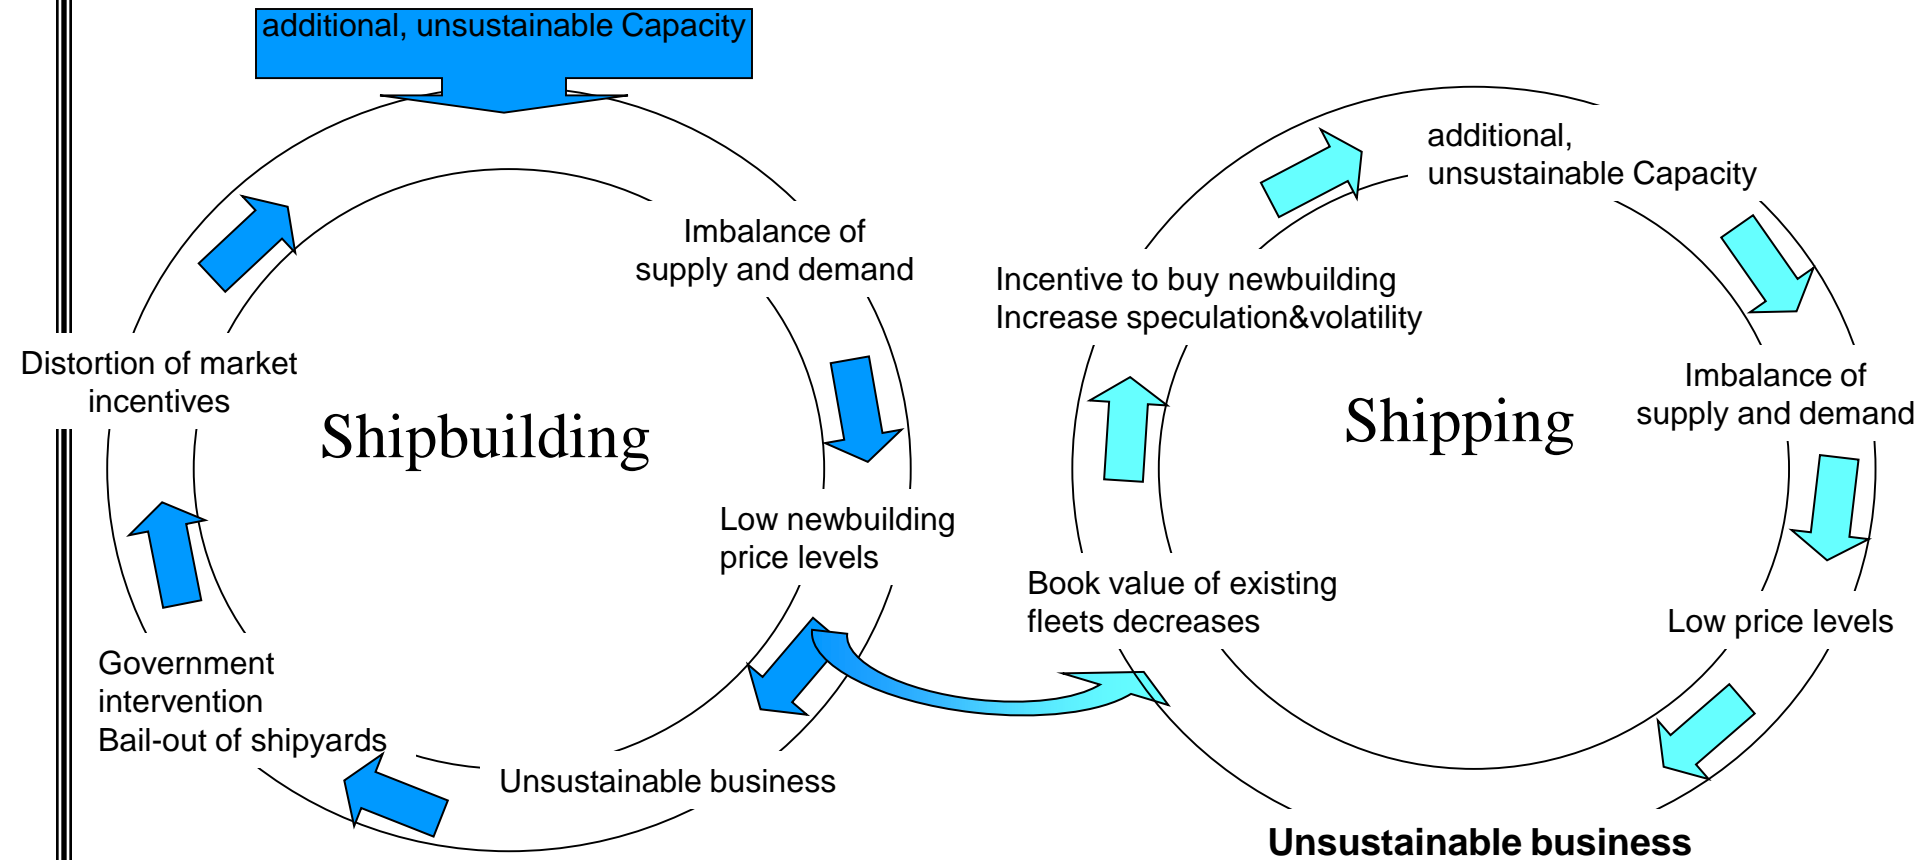 additional, unsustainable Capacity
Imbalance of
supply and demand
Distortion of market
incentives
Shipbuilding
Low newbuilding
price levels
Government
intervention
Bail-out of shipyards
Unsustainable business
additional,
unsustainable Capacity
Incentive to buy newbuilding
Increase speculation&volatility
Imbalance of
supply and demand
Shipping
Book value of existing
fleets decreases
Low price levels
Unsustainable business